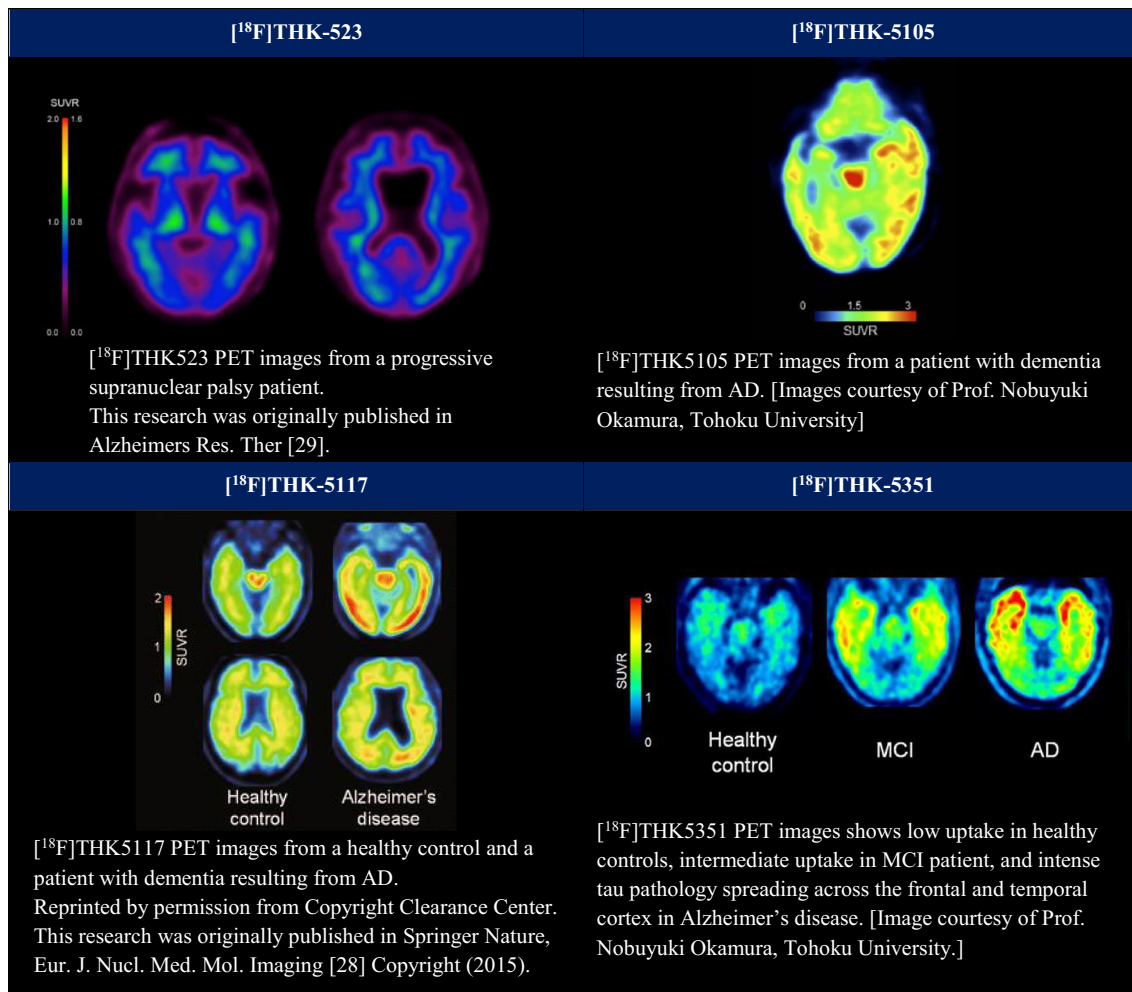 [¹⁸F]THK-523
[¹⁸F]THK-5105
SUVR
2.0 1.6
1.0 0.8
0.0 0.0
[¹⁸F]THK523 PET images from a progressive
supranuclear palsy patient.
This research was originally published in
Alzheimers Res. Ther [29].
0 1.5 3
SUVR
[¹⁸F]THK5105 PET images from a patient with dementia
resulting from AD. [Images courtesy of Prof. Nobuyuki
Okamura, Tohoku University]
[¹⁸F]THK-5117
[¹⁸F]THK-5351
2
1
0
SUVR
Healthy
control
Alzheimer's
disease
[¹⁸F]THK5117 PET images from a healthy control and a
patient with dementia resulting from AD.
Reprinted by permission from Copyright Clearance Center.
This research was originally published in Springer Nature,
Eur. J. Nucl. Med. Mol. Imaging [28] Copyright (2015).
3
2
1
0
SUVR
Healthy
control
MCI
AD
[¹⁸F]THK5351 PET images shows low uptake in healthy
controls, intermediate uptake in MCI patient, and intense
tau pathology spreading across the frontal and temporal
cortex in Alzheimer's disease. [Image courtesy of Prof.
Nobuyuki Okamura, Tohoku University.]